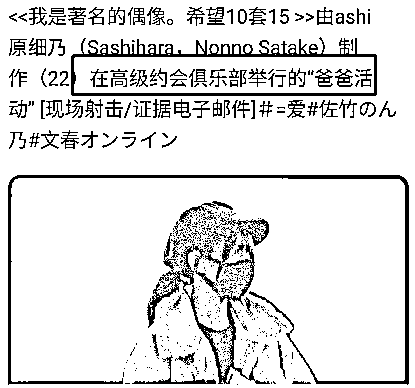 <<我是著名的偶像。希望10套15 >>由ashi
原细乃（Sashihara，Nonno Satake）制
作（22）在高级约会俱乐部举行的“爸爸活
动” [现场射击/证据电子邮件]＃=爱#佐竹のん
乃#文春オンライン